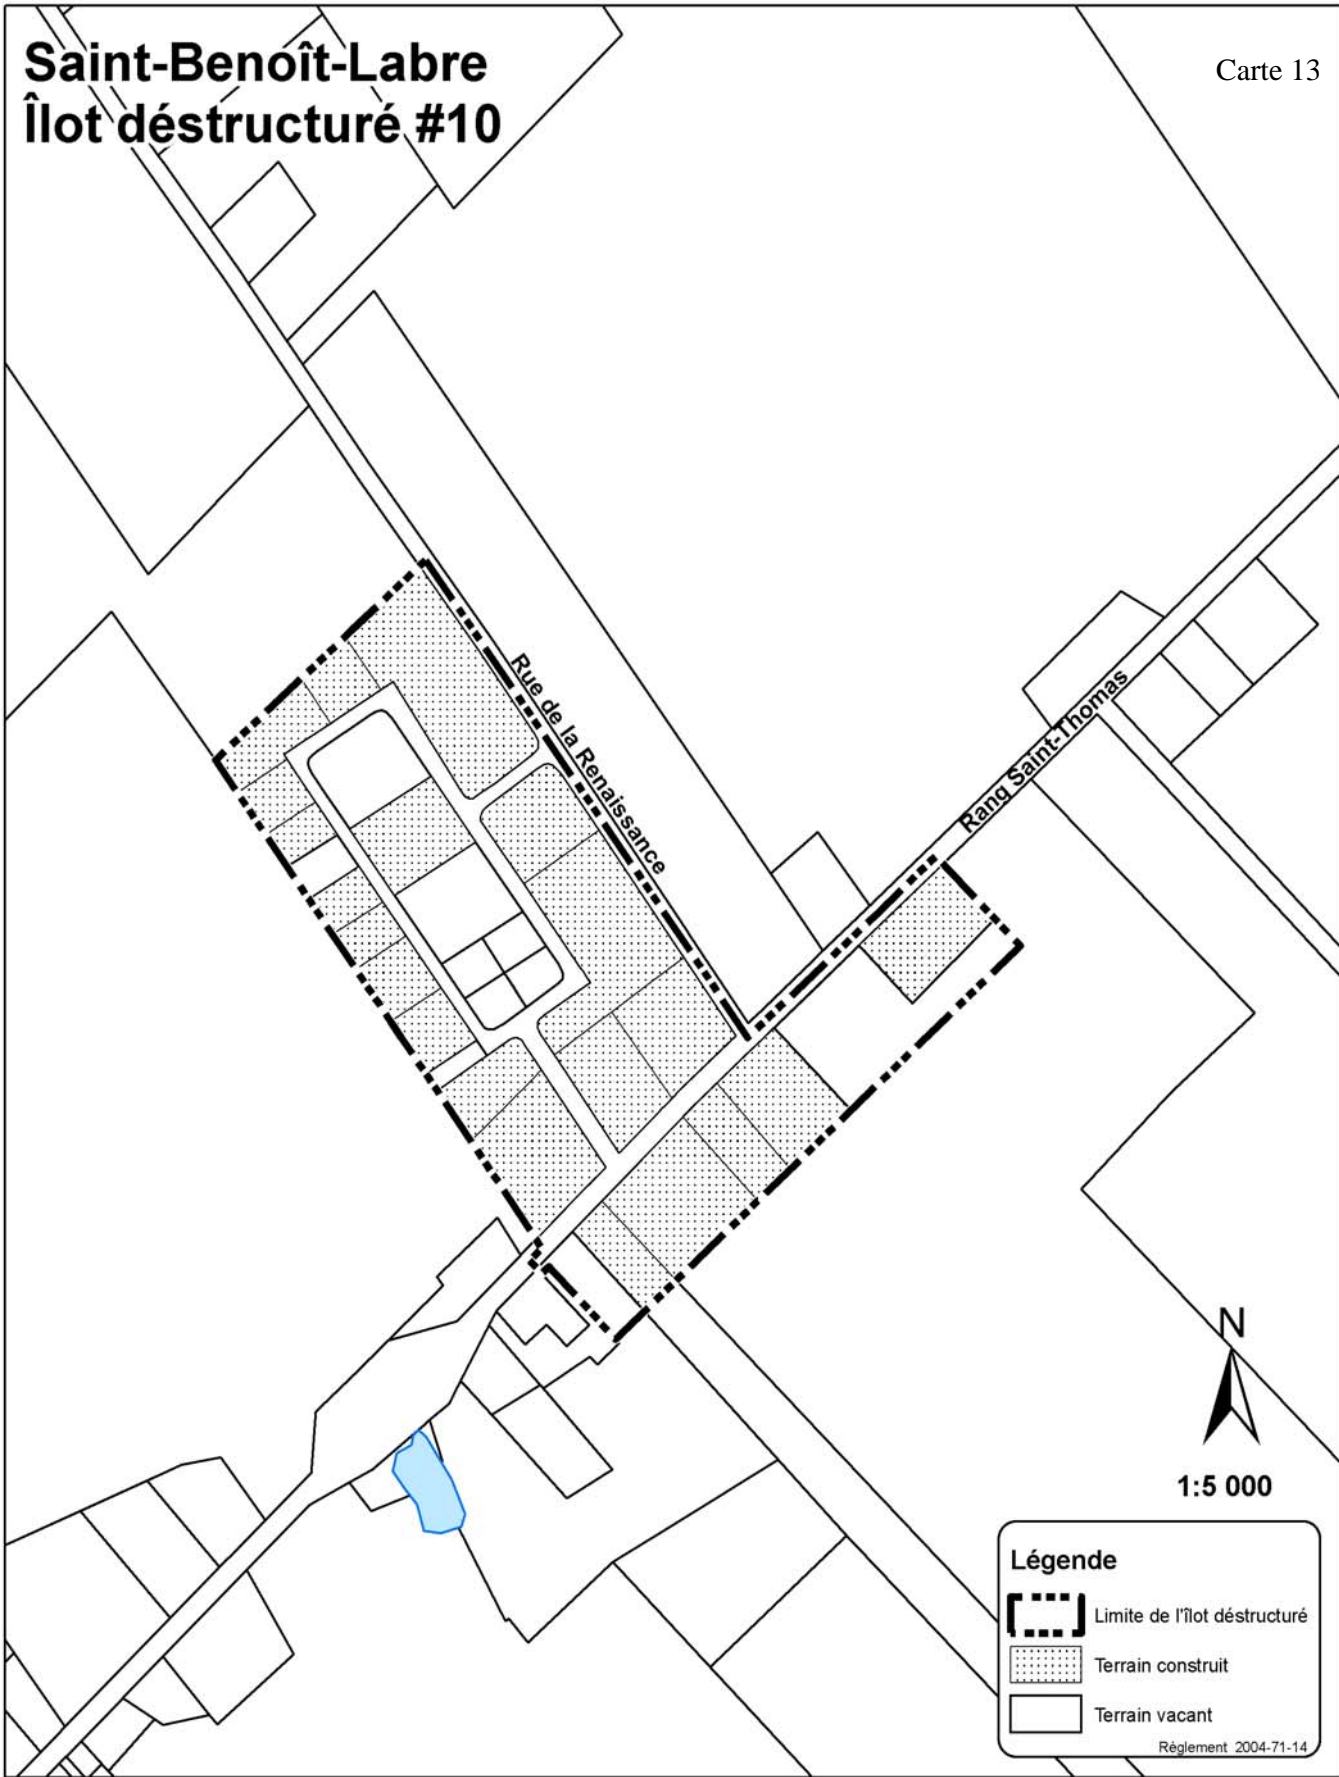 Saint-Benoît-Labre
Îlot déstructuré #10
Carte 13
Rue de la Renaissance
Rang Saint-Thomas
N
1:5 000
Légende
Limite de l'îlot déstructuré
Terrain construit
Terrain vacant
Règlement 2004-71-14